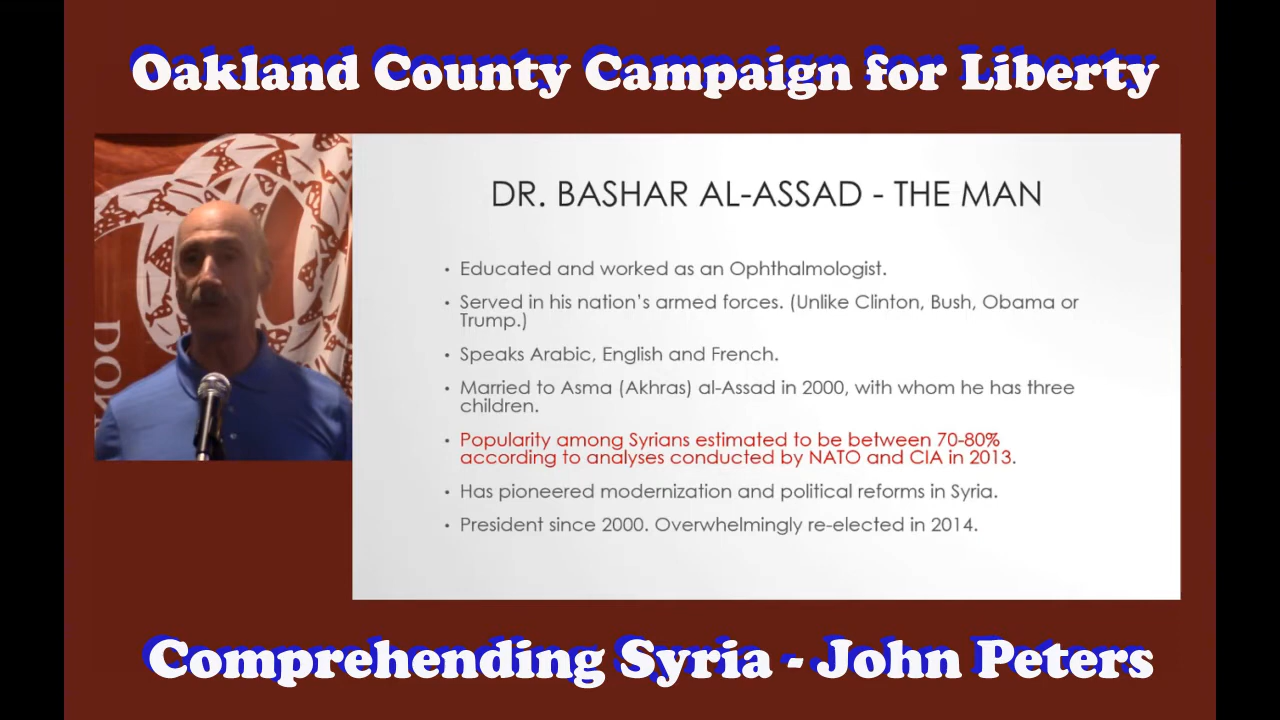 Oakland County Campaign for Liberty
DR. BASHAR AL-ASSAD - THE MAN
• Educated and worked as an Ophthalmologist.
• Served in his nation's armed forces. (Unlike Clinton, Bush, Obama or
Trump.)
• Speaks Arabic, English and French.
• Married to Asma (Akhras) al-Assad in 2000, with whom he has three
children.
• Popularity among Syrians estimated to be between 70-80%
according to analyses conducted by NATO and CIA in 2013.
• Has pioneered modernization and political reforms in Syria.
• President since 2000. Overwhelmingly re-elected in 2014.
Comprehending Syria - John Peters